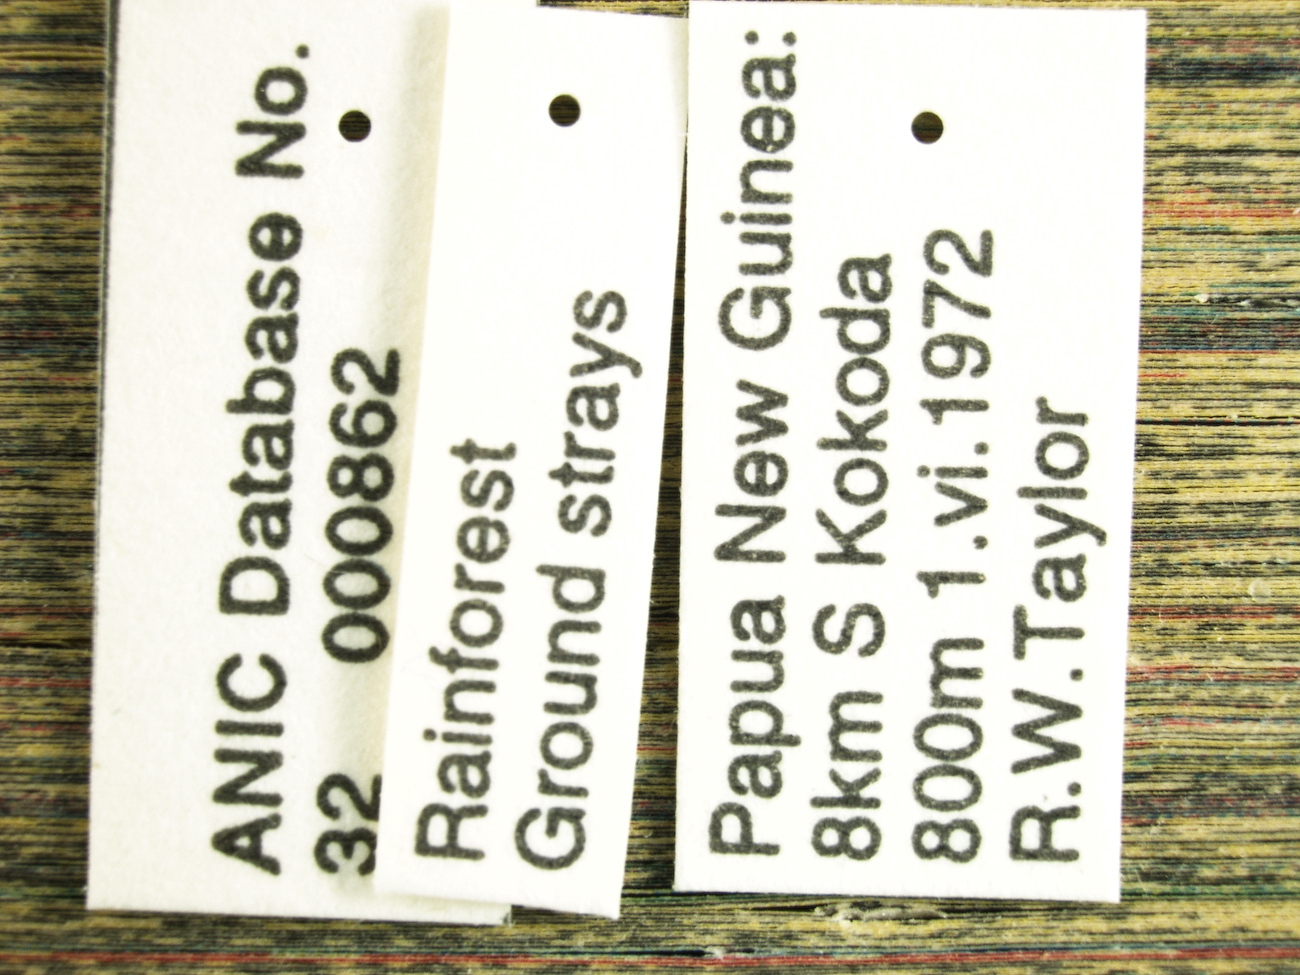 ANIC Database No.
32 000862
Rainforest
Ground strays
Papua New Guinea:
8km S Kokoda
800m 1.vi.1972
R.W.Taylor